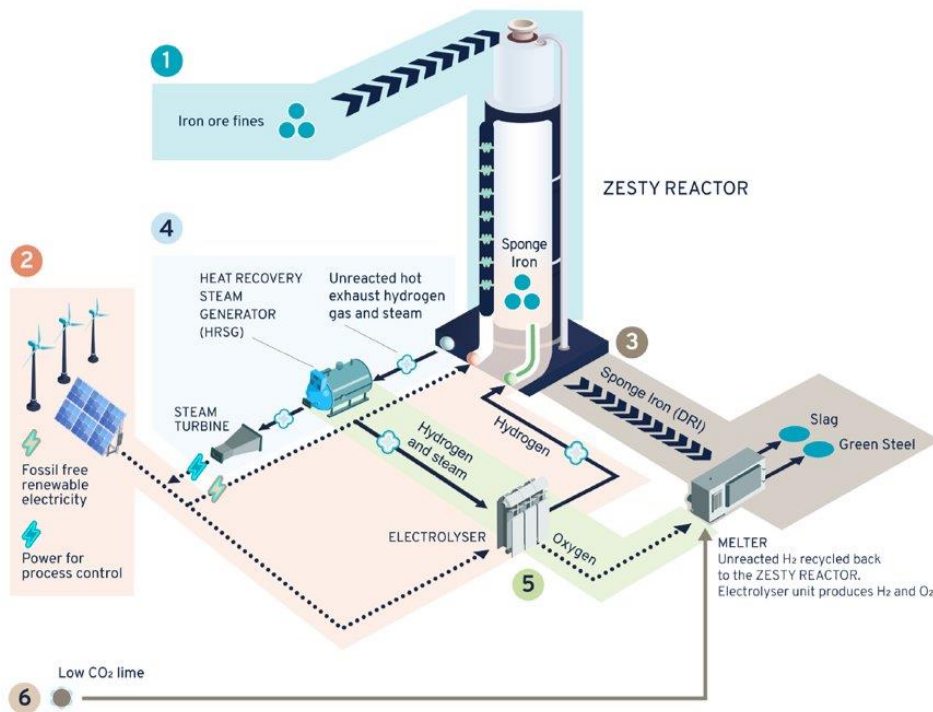 1
Iron ore fines
ZESTY REACTOR
Sponge
Iron
4
2
HEAT RECOVERY
STEAM
GENERATOR
(HRSG)
Unreacted hot
exhaust hydrogen
gas and steam
3
Sponge Iron (DRI)
STEAM
TURBINE
Slag
Green Steel
Hydrogen
and steam
Hydrogen
Fossil free
renewable
electricity
Power for
process control
ELECTROLYSER
Oxygen
5
MELTER
Unreacted H₂ recycled back
to the ZESTY REACTOR.
Electrolyser unit produces H₂ and O₂
6
Low CO₂ lime